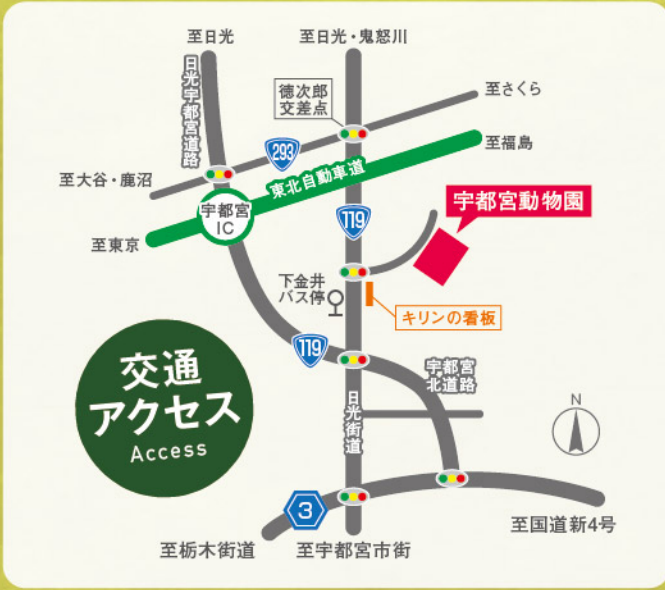 至日光
至日光・鬼怒川
日光宇都宮道路
徳次郎
交差点
至さくら
293
至大谷・鹿沼
東北自動車道
至福島
宇都宮
IC
至東京
119
宇都宮動物園
下金井
バス停
キリンの看板
119
宇都宮
北道路
交通
アクセス
Access
日光街道
N
3
至栃木街道
至宇都宮市街
至国道新4号